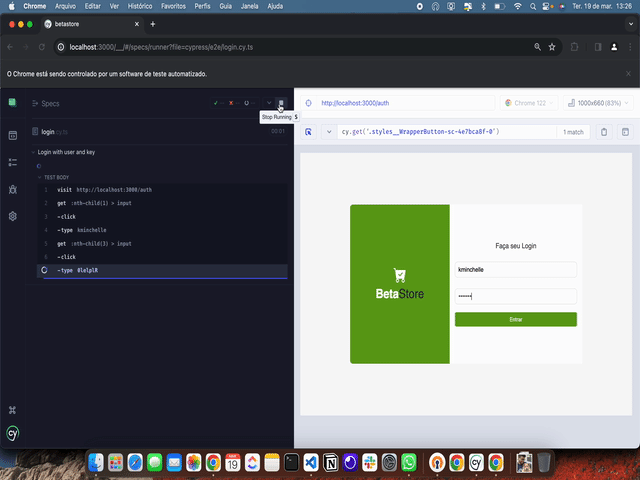 Chrome Arquivo Editar Ver Histórico Favoritos Perfis Guia Janela Ajuda Ter. 19 de mar. 13:26
betastore
localhost:3000/__/#/specs/runner?file=cypress/e2e/login.cy.ts
O Chrome está sendo controlado por um software de teste automatizado.
Specs
Stop Running S
login.cy.ts 00:01
Login with user and key
TEST BODY
1 visit http://localhost:3000/auth
2 get :nth-child(1) > input
3 -click
4 -type kminchelle
5 get :nth-child(3) > input
6 -click
-type 0lelplR
http://localhost:3000/auth
Chrome 122
1000x660 (83%)
cy.get('.styles__WrapperButton-sc-4e7bca8f-0') 1 match
BetaStore
Faça seu Login
kminchelle
Entrar
cy
19